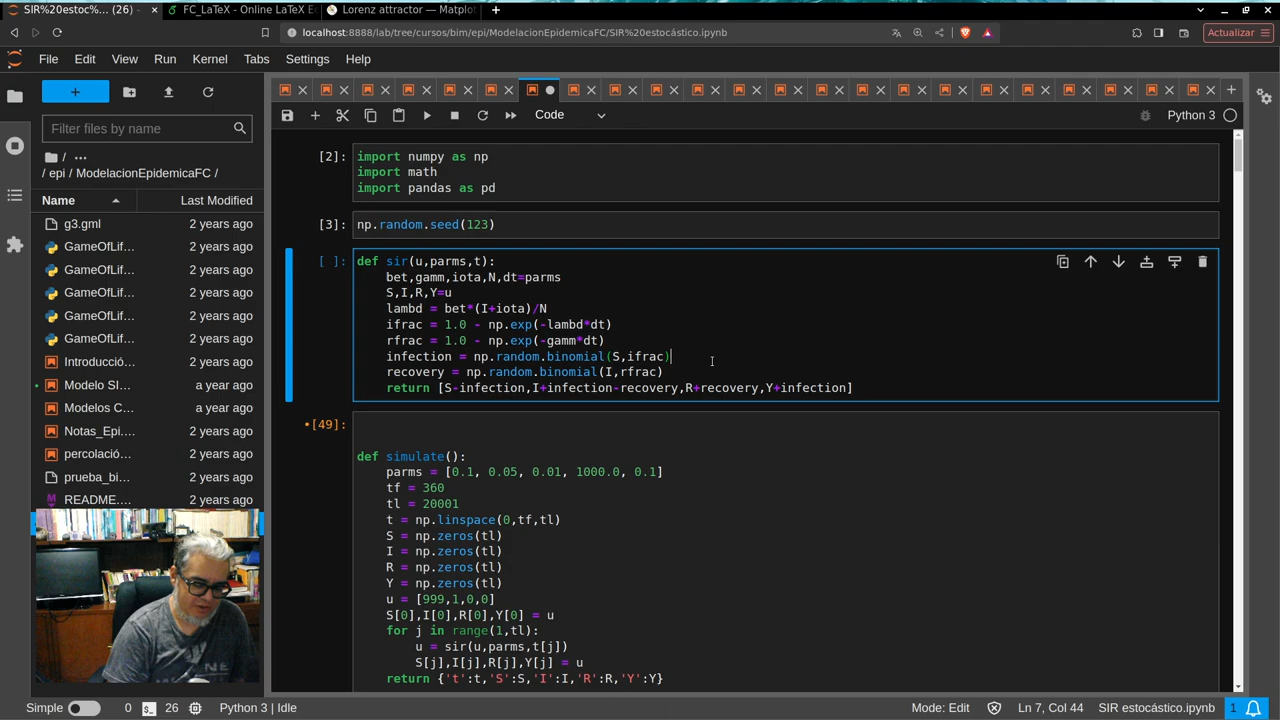 SIR%20estoc%... (26) -
FC_LaTeX - Online LaTeX E
Lorenz attractor — Matplot
localhost:8888/lab/tree/cursos/bim/epi/ModelacionEpidemicaFC/SIR%20estocástico.ipynb
Actualizar
File Edit View Run Kernel Tabs Settings Help
Code
Python 3
Filter files by name
/ ...
/ epi / ModelacionEpidemicaFC /
Name Last Modified
g3.gml 2 years ago
GameOfLif... 2 years ago
GameOfLif... 2 years ago
GameOfLif... 2 years ago
GameOfLif... 2 years ago
GameOfLif... 2 years ago
Introducció... 2 years ago
Modelo SI... a year ago
Modelos C... a year ago
Notas_Epi.... 2 years ago
percolació... 2 years ago
prueba_bi... 2 years ago
README.... 2 years ago
[2]:
import numpy as np
import math
import pandas as pd
[3]:
np.random.seed(123)
[ ]:
def sir(u,parms,t):
bet,gamm,iota,N,dt=parms
S,I,R,Y=u
lambd = bet*(I+iota)/N
ifrac = 1.0 - np.exp(-lambd*dt)
rfrac = 1.0 - np.exp(-gamm*dt)
infection = np.random.binomial(S,ifrac)
recovery = np.random.binomial(I,rfrac)
return [S-infection,I+infection-recovery,R+recovery,Y+infection]
[49]:
def simulate():
parms = [0.1, 0.05, 0.01, 1000.0, 0.1]
tf = 360
tl = 20001
t = np.linspace(0,tf,tl)
S = np.zeros(tl)
I = np.zeros(tl)
R = np.zeros(tl)
Y = np.zeros(tl)
u = [999,1,0,0]
S[0],I[0],R[0],Y[0] = u
for j in range(1,tl):
u = sir(u,parms,t[j])
S[j],I[j],R[j],Y[j] = u
return {'t':t,'S':S,'I':I,'R':R,'Y':Y}
Simple 0 26 Python 3 | Idle
Mode: Edit Ln 7, Col 44 SIR estocástico.ipynb 1